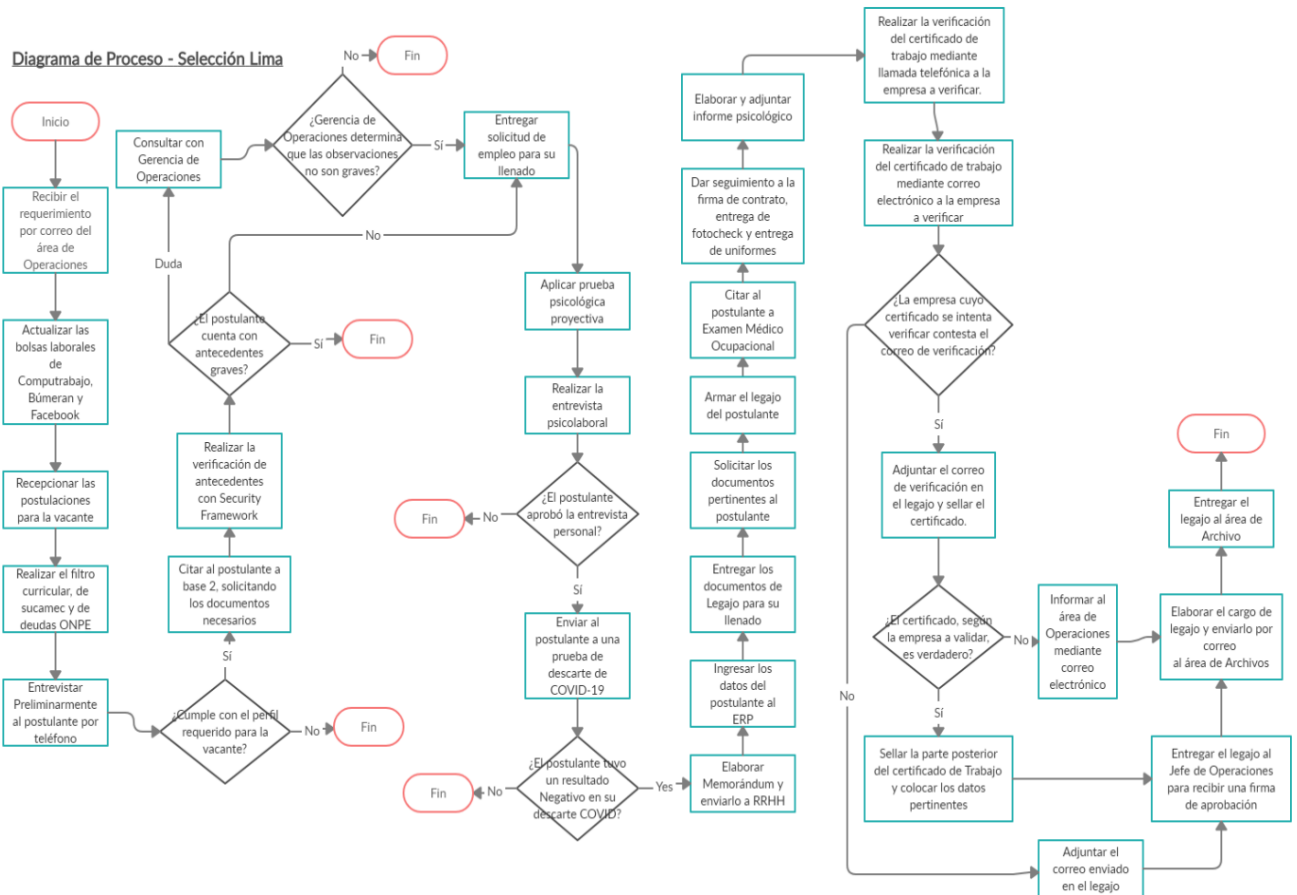 Diagrama de Proceso - Selección Lima
Inicio
Recibir el
requerimiento
por correo del
área de
Operaciones
Actualizar las
bolsas laborales
de
Computrabajo,
Búmeran y
Facebook
Recepcionar las
postulaciones
para la vacante
Realizar el filtro
curricular, de
sucamec y de
deudas ONPE
Entrevistar
Preliminarmente
al postulante por
teléfono
¿Cumple con el perfil
requerido para la
vacante?
No
Fin
Sí
Citar al postulante a
base 2, solicitando
los documentos
necesarios
Realizar la
verificación de
antecedentes
con Security
Framework
¿El postulante
cuenta con
antecedentes
graves?
Sí
Fin
Duda
No
Consultar con
Gerencia de
Operaciones
¿Gerencia de
Operaciones determina
que las observaciones
no son graves?
No
Fin
Sí
Entregar
solicitud de
empleo para su
llenado
Aplicar prueba
psicológica
proyectiva
Realizar la
entrevista
psicolaboral
¿El postulante
aprobó la entrevista
personal?
No
Fin
Sí
Enviar al
postulante a una
prueba de
descarte de
COVID-19
¿El postulante tuvo
un resultado
Negativo en su
descarte COVID?
No
Fin
Yes
Elaborar
Memorándum y
enviarlo a RRHH
Ingresar los
datos del
postulante al
ERP
Entregar los
documentos de
Legajo para su
llenado
Solicitar los
documentos
pertinentes al
postulante
Armar el legajo
del postulante
Citar al
postulante a
Examen Médico
Ocupacional
Dar seguimiento a la
firma de contrato,
entrega de
fotocheck y entrega
de uniformes
Elaborar y adjuntar
informe psicológico
Realizar la verificación
del certificado de
trabajo mediante
llamada telefónica a la
empresa a verificar.
Realizar la verificación
del certificado de trabajo
mediante correo
electrónico a la empresa
a verificar
¿La empresa cuyo
certificado se intenta
verificar contesta el
correo de verificación?
Sí
No
Adjuntar el correo
de verificación en
el legajo y sellar el
certificado.
¿El certificado, según
la empresa a validar,
es verdadero?
No
Informar al
área de
Operaciones
mediante
correo
electrónico
Sí
Sellar la parte posterior
del certificado de Trabajo
y colocar los datos
pertinentes
Adjuntar el
correo enviado
en el legajo
Entregar el legajo al
Jefe de Operaciones
para recibir una firma
de aprobación
Elaborar el cargo de
legajo y enviarlo por
correo
al área de Archivos
Entregar el
legajo al área de
Archivo
Fin